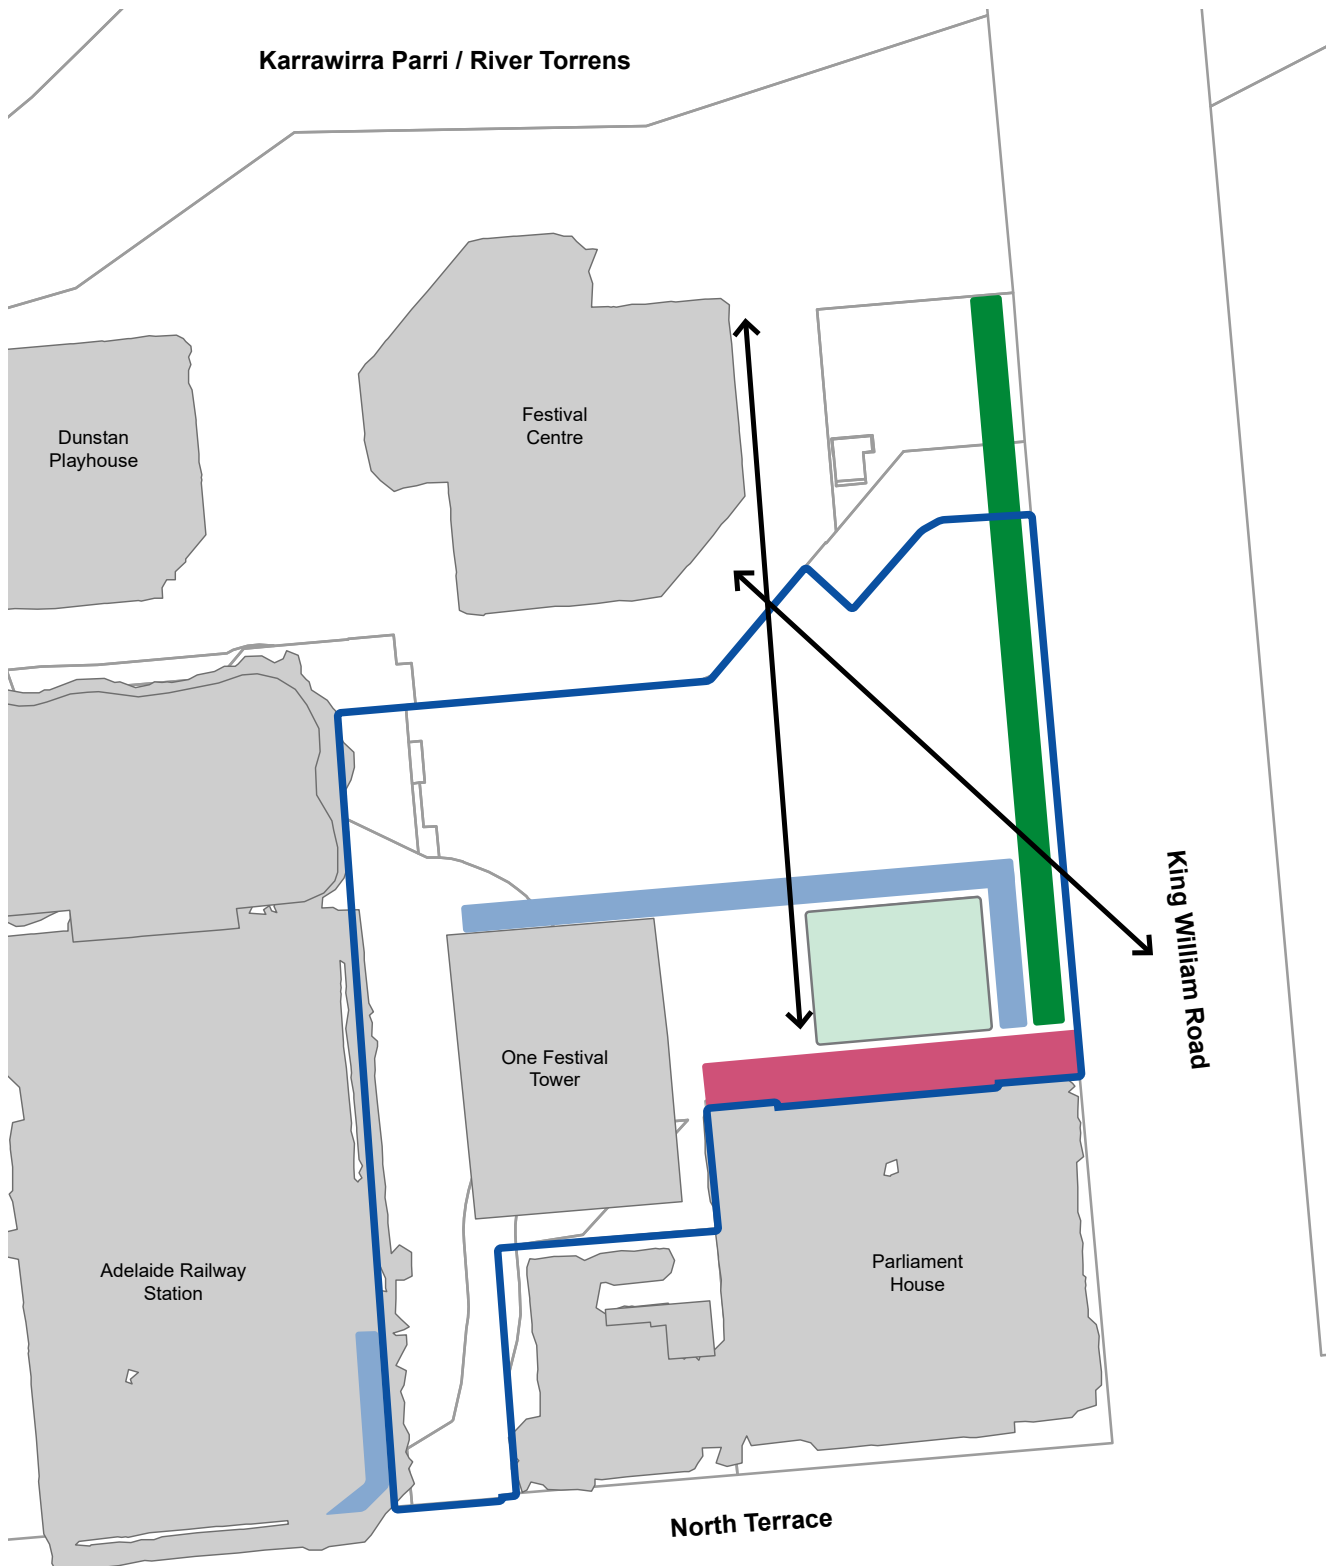 Karrawirra Parri / River Torrens
Festival
Centre
Dunstan
Playhouse
King William Road
One Festival
Tower
Adelaide Railway
Station
Parliament
House
North Terrace